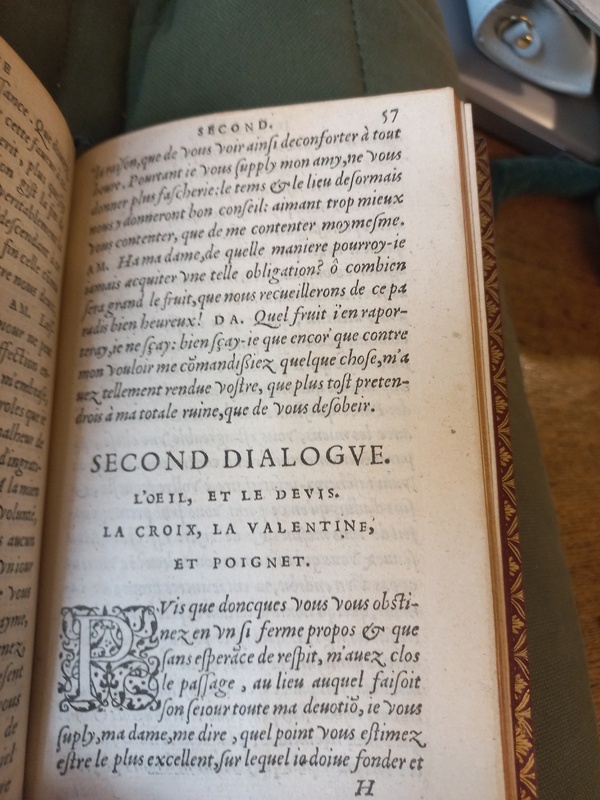 SECOND. 57
la raison, que de vous voir ainsi deconforter à tout
heure. Pourtant ie vous supply mon amy, ne vous
donner plus fascherie: le tems & le lieu desormais
nous y donneront bon conseil: aimant trop mieux
vous contenter, que de me contenter moymesme.
AM. Ha ma dame, de quelle maniere pourroy-ie
iamais acquiter vne telle obligation? ô combien
sera grand le fruit, que nous recueillerons de ce pa
radis bien heureux! DA. Quel fruit i'en rapor-
teray, ie ne sçay: bien sçay-ie que encor' que contre
mon vouloir me cõmandissiez quelque chose, m'a
uez tellement rendue vostre, que plus tost preten-
drois à ma totale ruine, que de vous desobeir.
SECOND DIALOGVE.
L'OEIL, ET LE DEVIS.
LA CROIX, LA VALENTINE,
ET POIGNET.
PVis que doncques vous vous obsti-
nez en vn si ferme propos & que
sans esperãce de respit, m'auez clos
le passage, au lieu auquel faisoit
son seiour toute ma deuotiõ, ie vous
suply, ma dame, me dire, quel point vous estimez
estre le plus excellent, sur lequel ie doiue fonder et
H